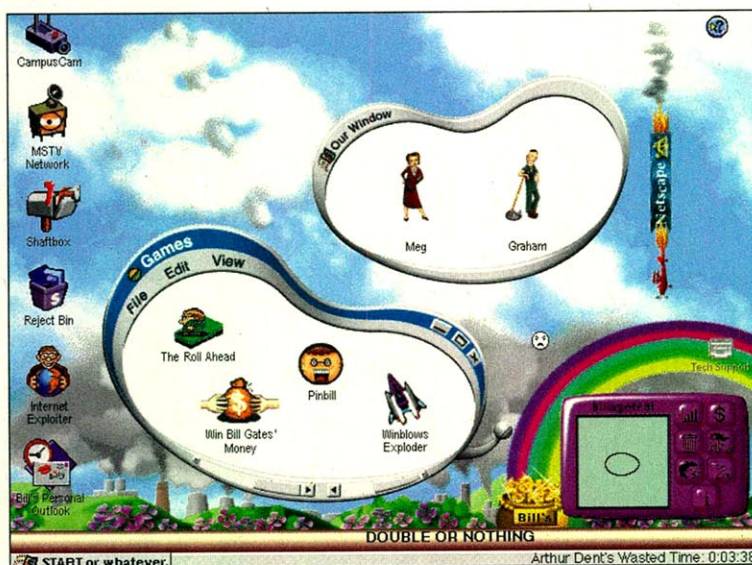 CampusCam
MSTY
Network
Shaftbox
Reject Bin
Internet
Exploiter
Bill's Personal
Outlook
Our Window
Meg
Graham
Netscape
Games
File Edit View
The Roll Ahead
Pinbill
Win Bill Gates'
Money
Winblows
Exploder
Tech Support
$
Bill's
DOUBLE OR NOTHING
START or whatever.
Arthur Dent's Wasted Time: 0:03:38